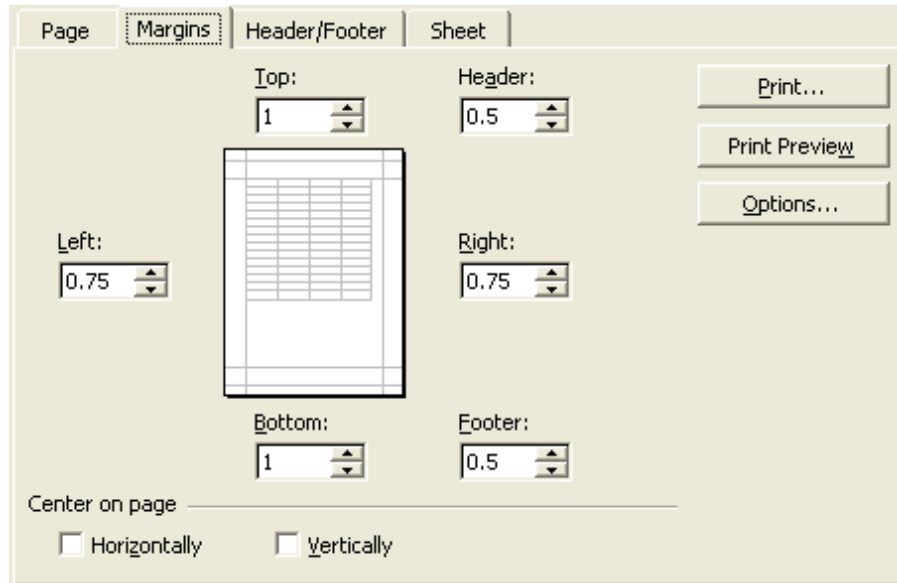 Page Margins Header/Footer Sheet
Top: Header:
1 0.5
Print...
Print Preview
Options...
Left: Right:
0.75 0.75
Bottom: Footer:
1 0.5
Center on page
Horizontally Vertically